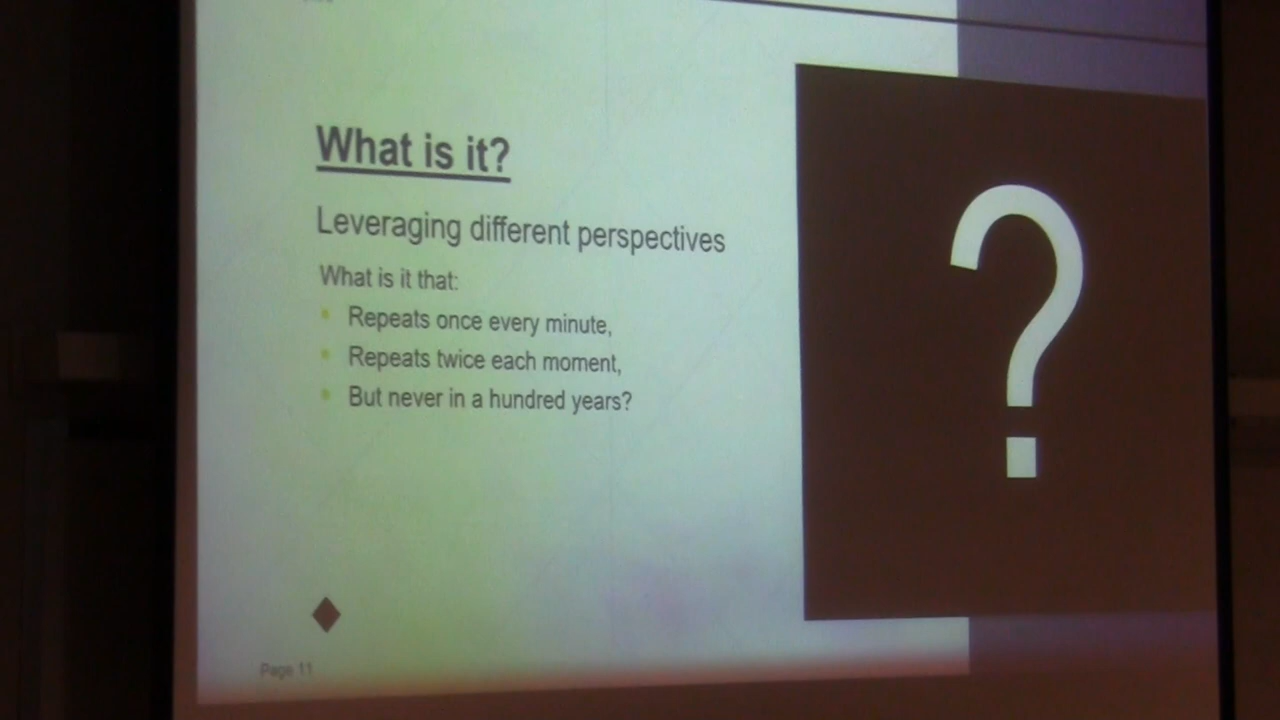 What is it?
Leveraging different perspectives
What is it that:
Repeats once every minute,
Repeats twice each moment,
But never in a hundred years?
?
Page 11